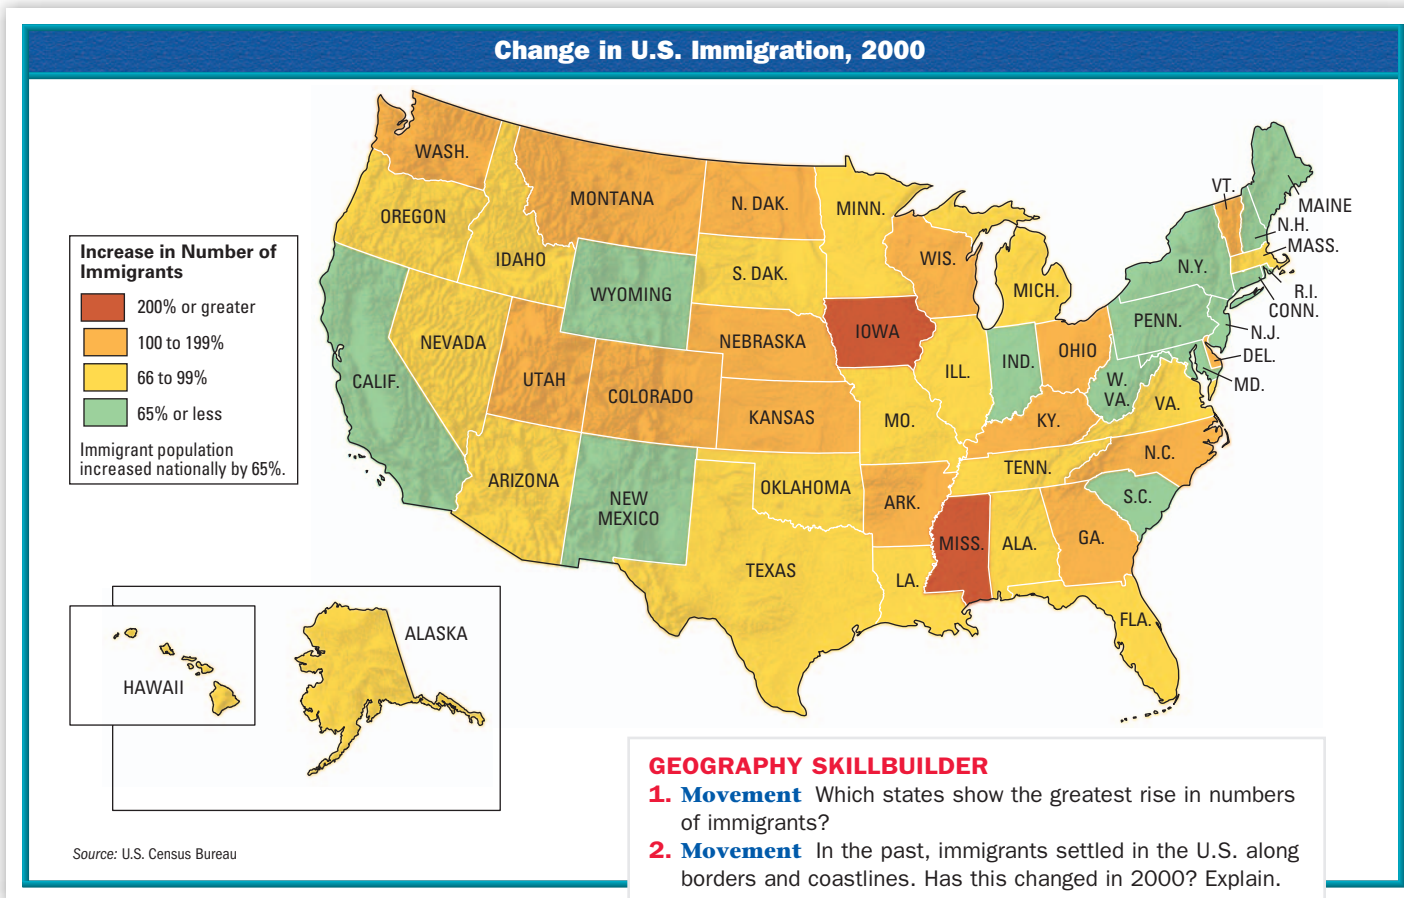 Change in U.S. Immigration, 2000
Increase in Number of
Immigrants
200% or greater
100 to 199%
66 to 99%
65% or less
Immigrant population
increased nationally by 65%.
WASH.
OREGON
IDAHO
MONTANA
N. DAK.
MINN.
S. DAK.
WYOMING
WIS.
MICH.
VT.
MAINE
N.H.
MASS.
N.Y.
R.I.
CONN.
PENN.
N.J.
DEL.
MD.
CALIF.
NEVADA
UTAH
COLORADO
NEBRASKA
KANSAS
IOWA
ILL.
IND.
OHIO
W.
VA.
VA.
MO.
KY.
N.C.
TENN.
ARIZONA
NEW
MEXICO
OKLAHOMA
ARK.
S.C.
TEXAS
LA.
MISS.
ALA.
GA.
FLA.
HAWAII
ALASKA
Source: U.S. Census Bureau
GEOGRAPHY SKILLBUILDER
1. Movement Which states show the greatest rise in numbers
of immigrants?
2. Movement In the past, immigrants settled in the U.S. along
borders and coastlines. Has this changed in 2000? Explain.